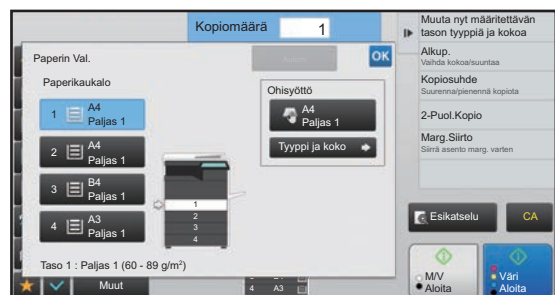 Kopiomäärä 1
Paperin Val.
OK
Paperikaukalo
1 A4
Paljas 1
2 A4
Paljas 1
3 B4
Paljas 1
4 A3
Paljas 1
Ohisyöttö
A4
Paljas 1
Tyyppi ja koko
1
2
3
4
Taso 1 : Paljas 1 (60 - 89 g/m²)
Muut
4 A3
Muuta nyt määritettävän
tason tyyppiä ja kokoa
Alkup.
Vaihda kokoa/suuntaa
Kopiosuhde
Suurenna/pienennä kopiota
2-Puol.Kopio
Marg.Siirto
Siirrä asento marg. varten
Esikatselu
CA
M/V
Aloita
Väri
Aloita